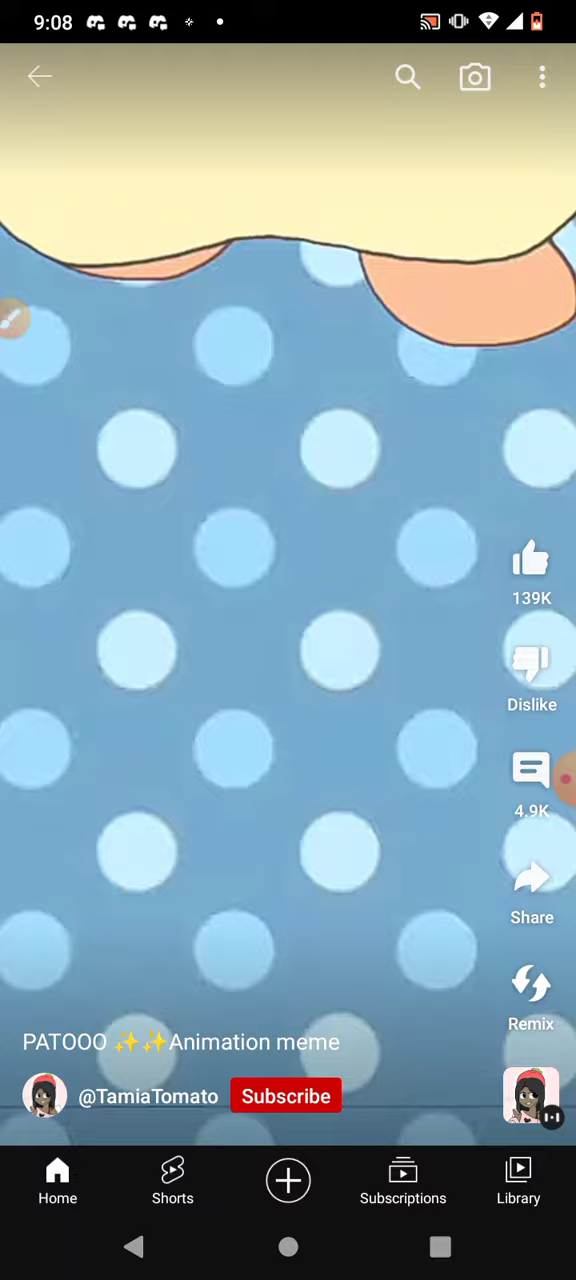 9:08
139K
Dislike
4.9K
Share
Remix
PATOOO ✨✨Animation meme
@TamiaTomato
Subscribe
Home
Shorts
Subscriptions
Library